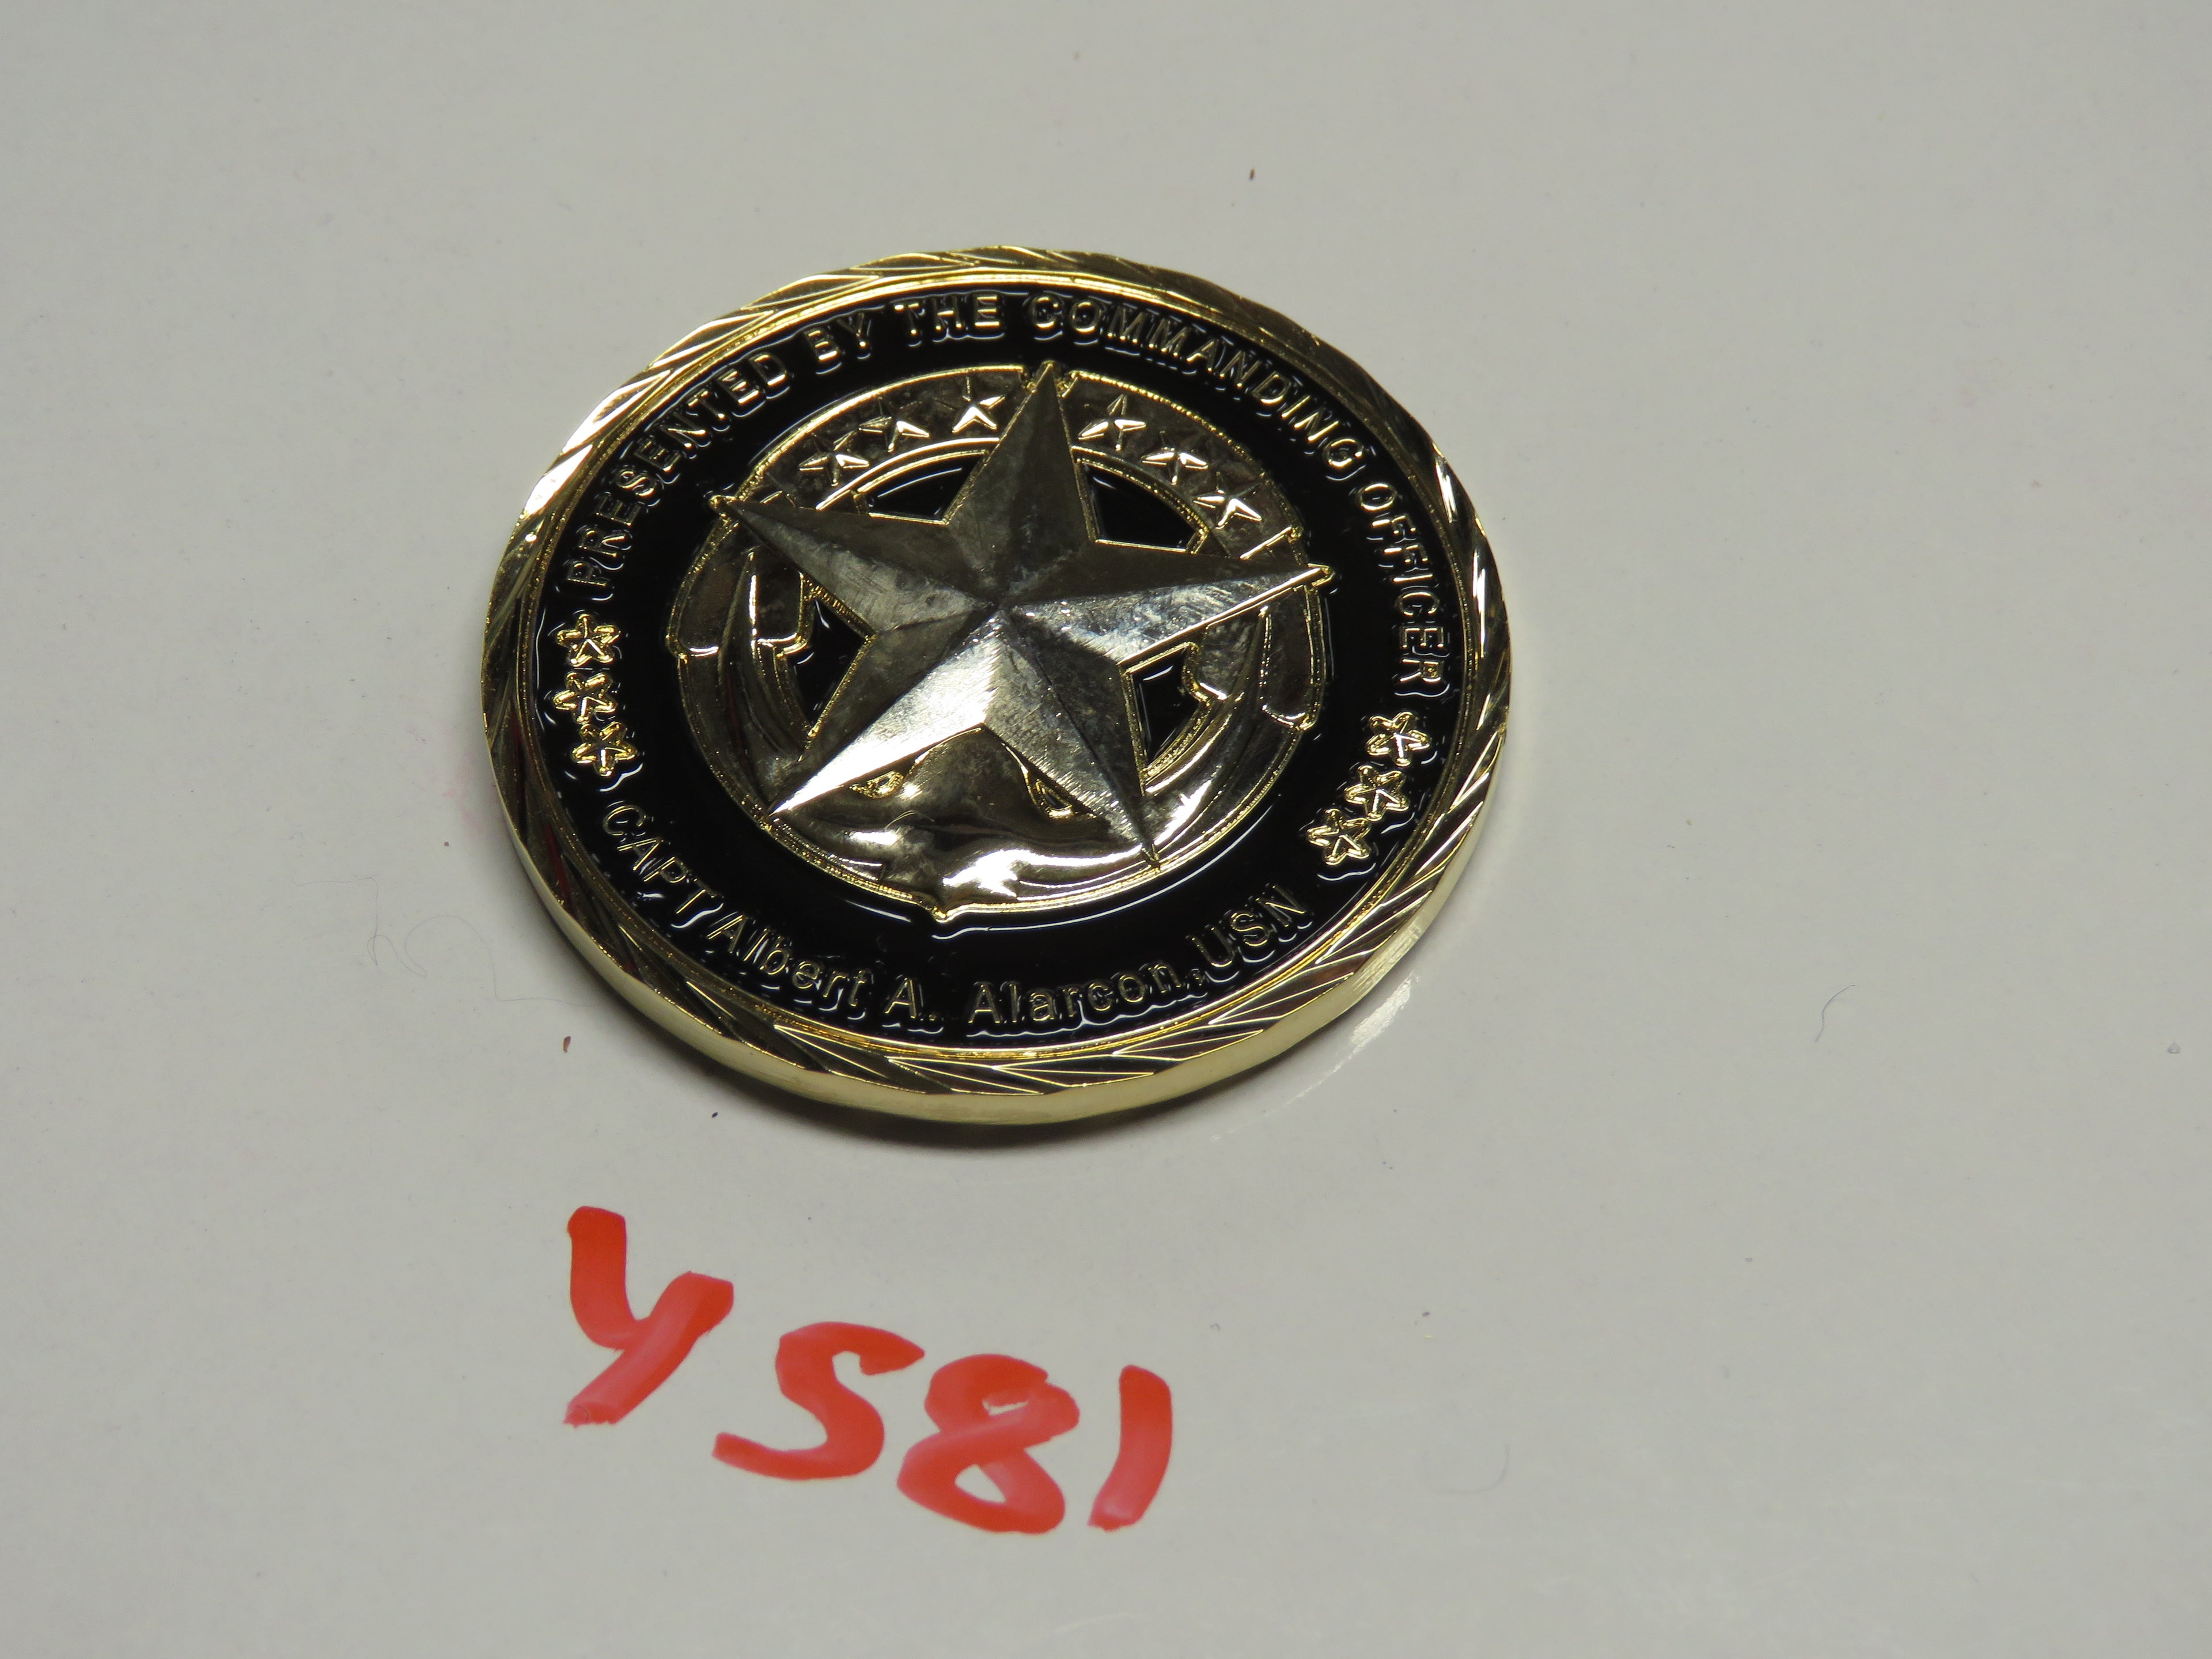 PRESENTED BY THE COMMANDING OFFICER
CAPT Albert A. Alarcon, USN
Y581